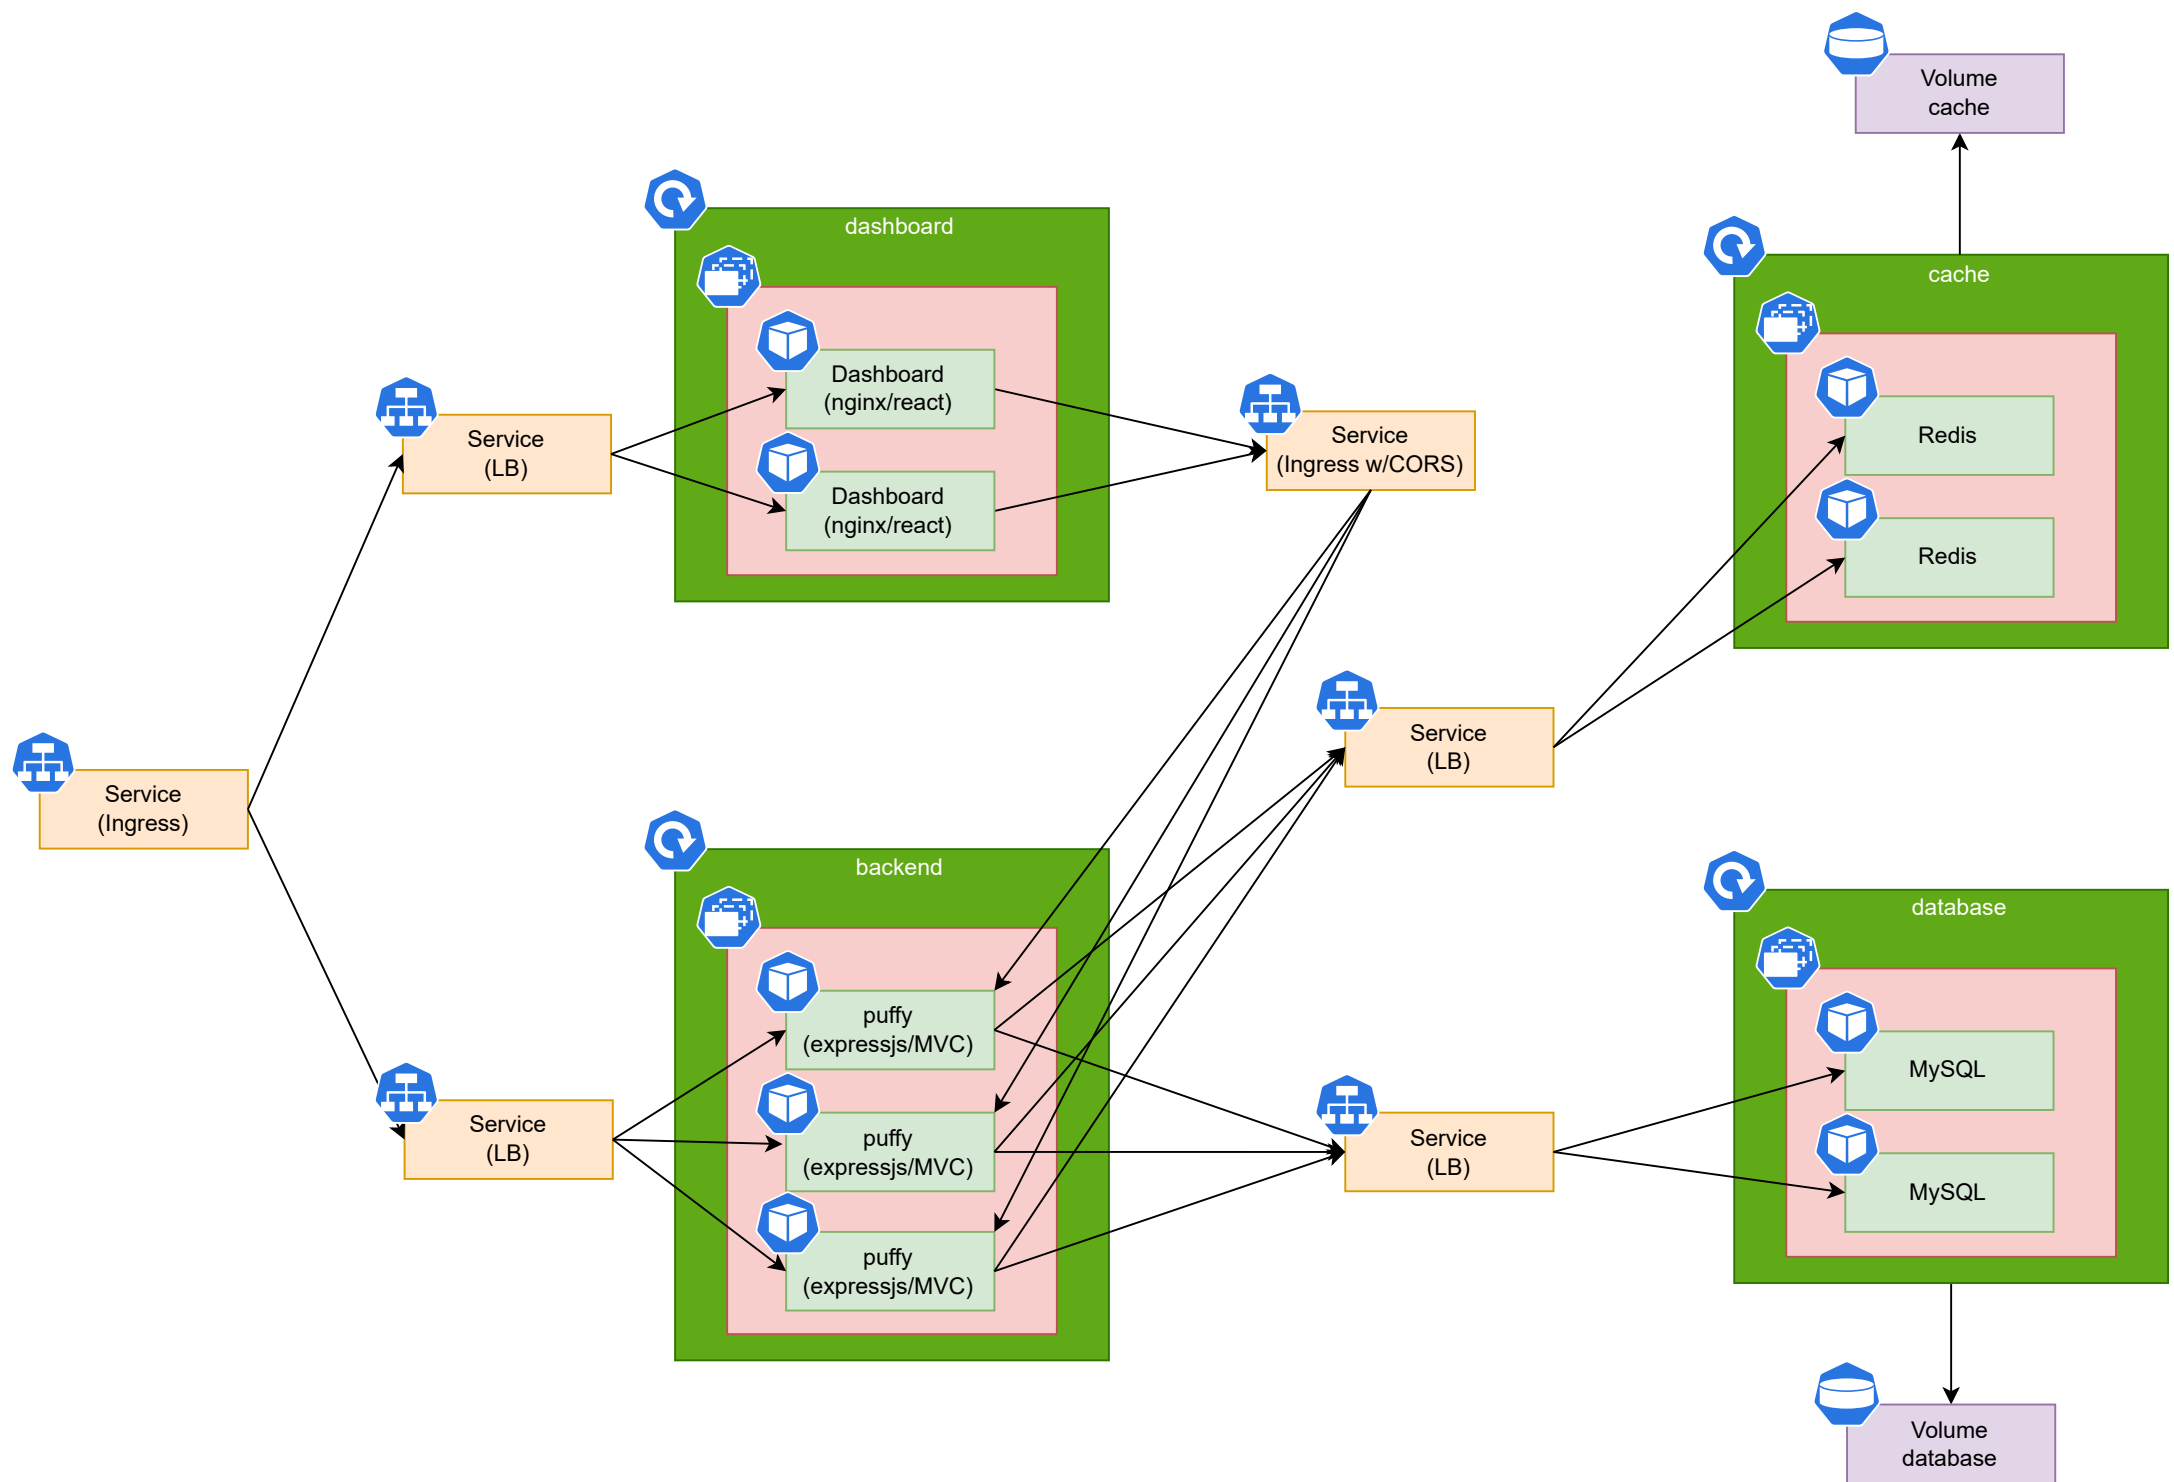 Volume
cache
dashboard
Dashboard
(nginx/react)
Dashboard
(nginx/react)
Service
(LB)
Service
(Ingress w/CORS)
cache
Redis
Redis
Service
(Ingress)
Service
(LB)
backend
puffy
(expressjs/MVC)
puffy
(expressjs/MVC)
puffy
(expressjs/MVC)
Service
(LB)
Service
(LB)
database
MySQL
MySQL
Volume
database